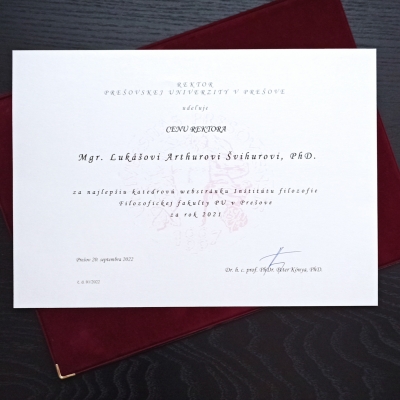 REKTOR
PREŠOVSKEJ UNIVERZITY V PREŠOVE
udeľuje
CENU REKTORA
Mgr. Lukášovi Arthurovi Švihurovi, PhD.
za najlepšiu katedrovú webstránku Inštitútu filozofie
Filozofickej fakulty PU v Prešove
za rok 2021
Prešov 20. septembra 2022
Dr. h. c. prof. PhDr. Peter Kónya, PhD.